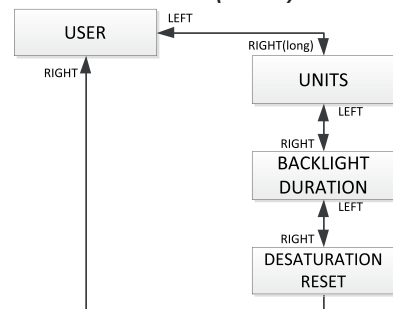 USER
LEFT
RIGHT(long)
RIGHT
UNITS
LEFT
RIGHT
BACKLIGHT
DURATION
LEFT
RIGHT
DESATURATION
RESET